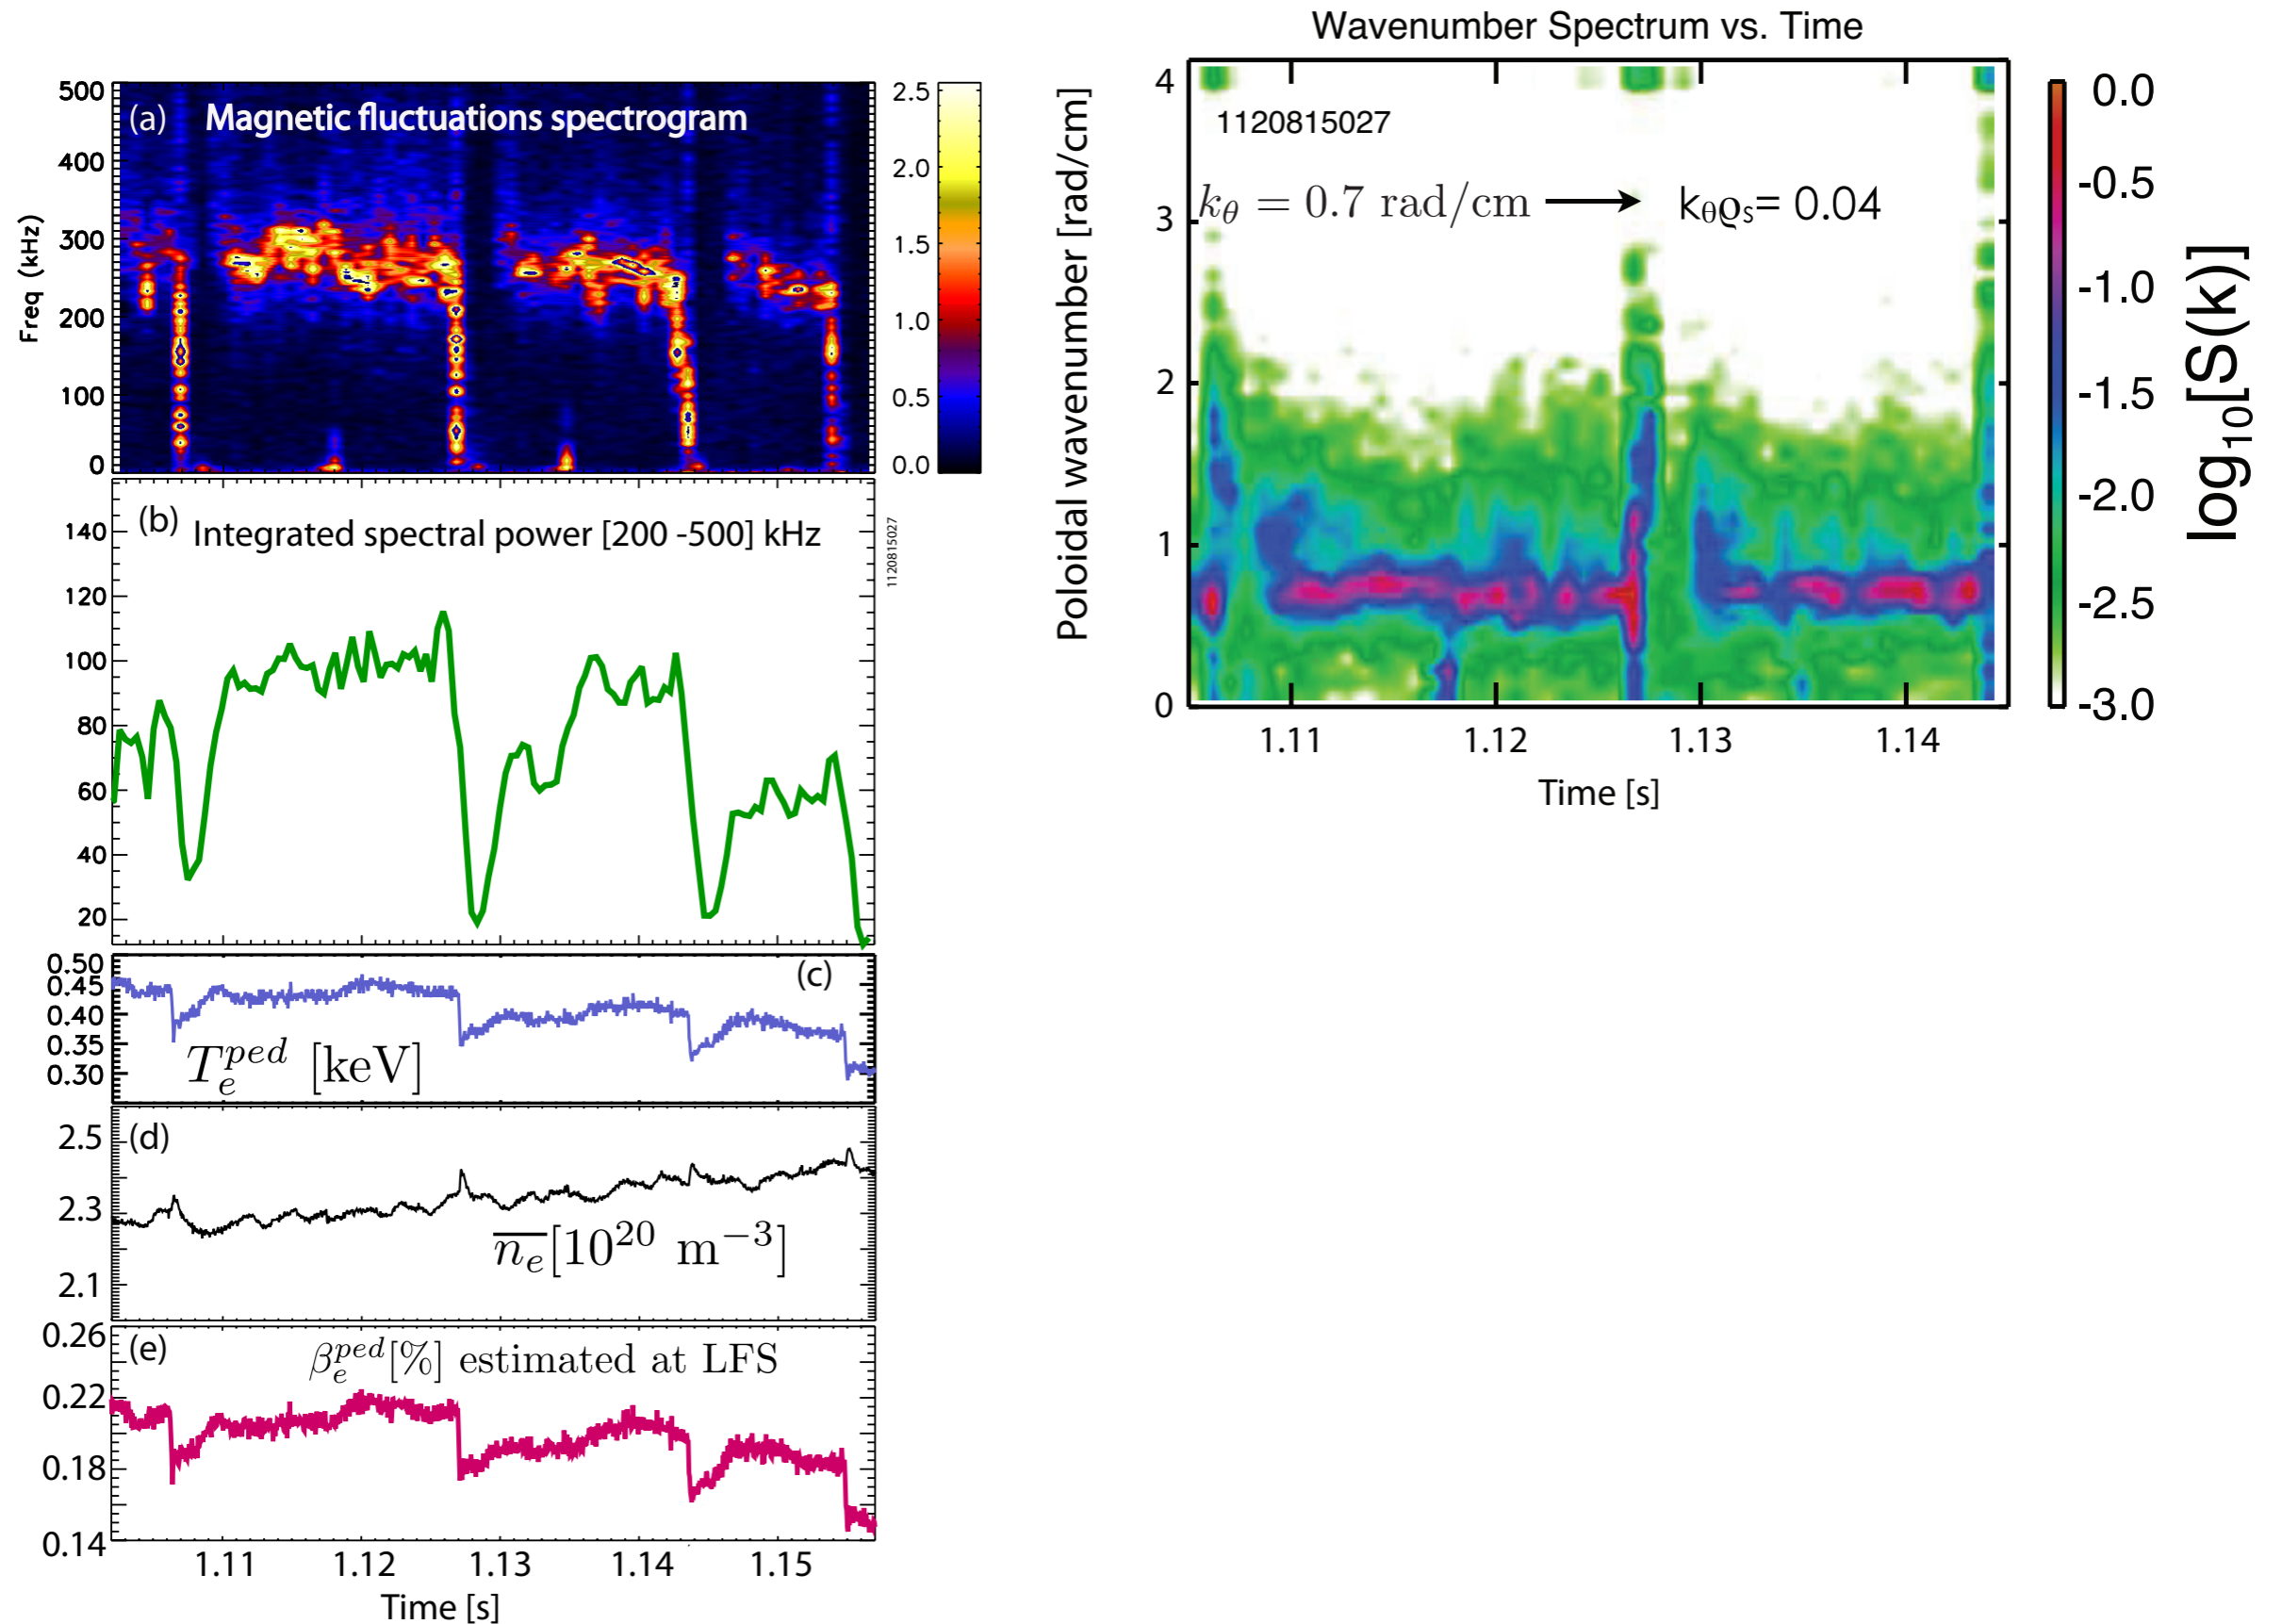 (a) Magnetic fluctuations spectrogram
Freq (kHz)
500
400
300
200
100
0
2.5
2.0
1.5
1.0
0.5
0.0
(b) Integrated spectral power [200 -500] kHz
1120815027
140
120
100
80
60
40
20
(c)
0.50
0.45
0.40
0.35
0.30
T_e^{ped} [keV]
(d)
2.5
2.3
2.1
\overline{n_e}[10^{20} m^{-3}]
(e)
β_e^{ped}[%] estimated at LFS
0.26
0.22
0.18
0.14
1.11 1.12 1.13 1.14 1.15
Time [s]
Wavenumber Spectrum vs. Time
Poloidal wavenumber [rad/cm]
4
3
2
1
0
1120815027
k_θ = 0.7 rad/cm → k_θρ_s= 0.04
1.11 1.12 1.13 1.14
Time [s]
0.0
-0.5
-1.0
-1.5
-2.0
-2.5
-3.0
log₁₀[S(k)]